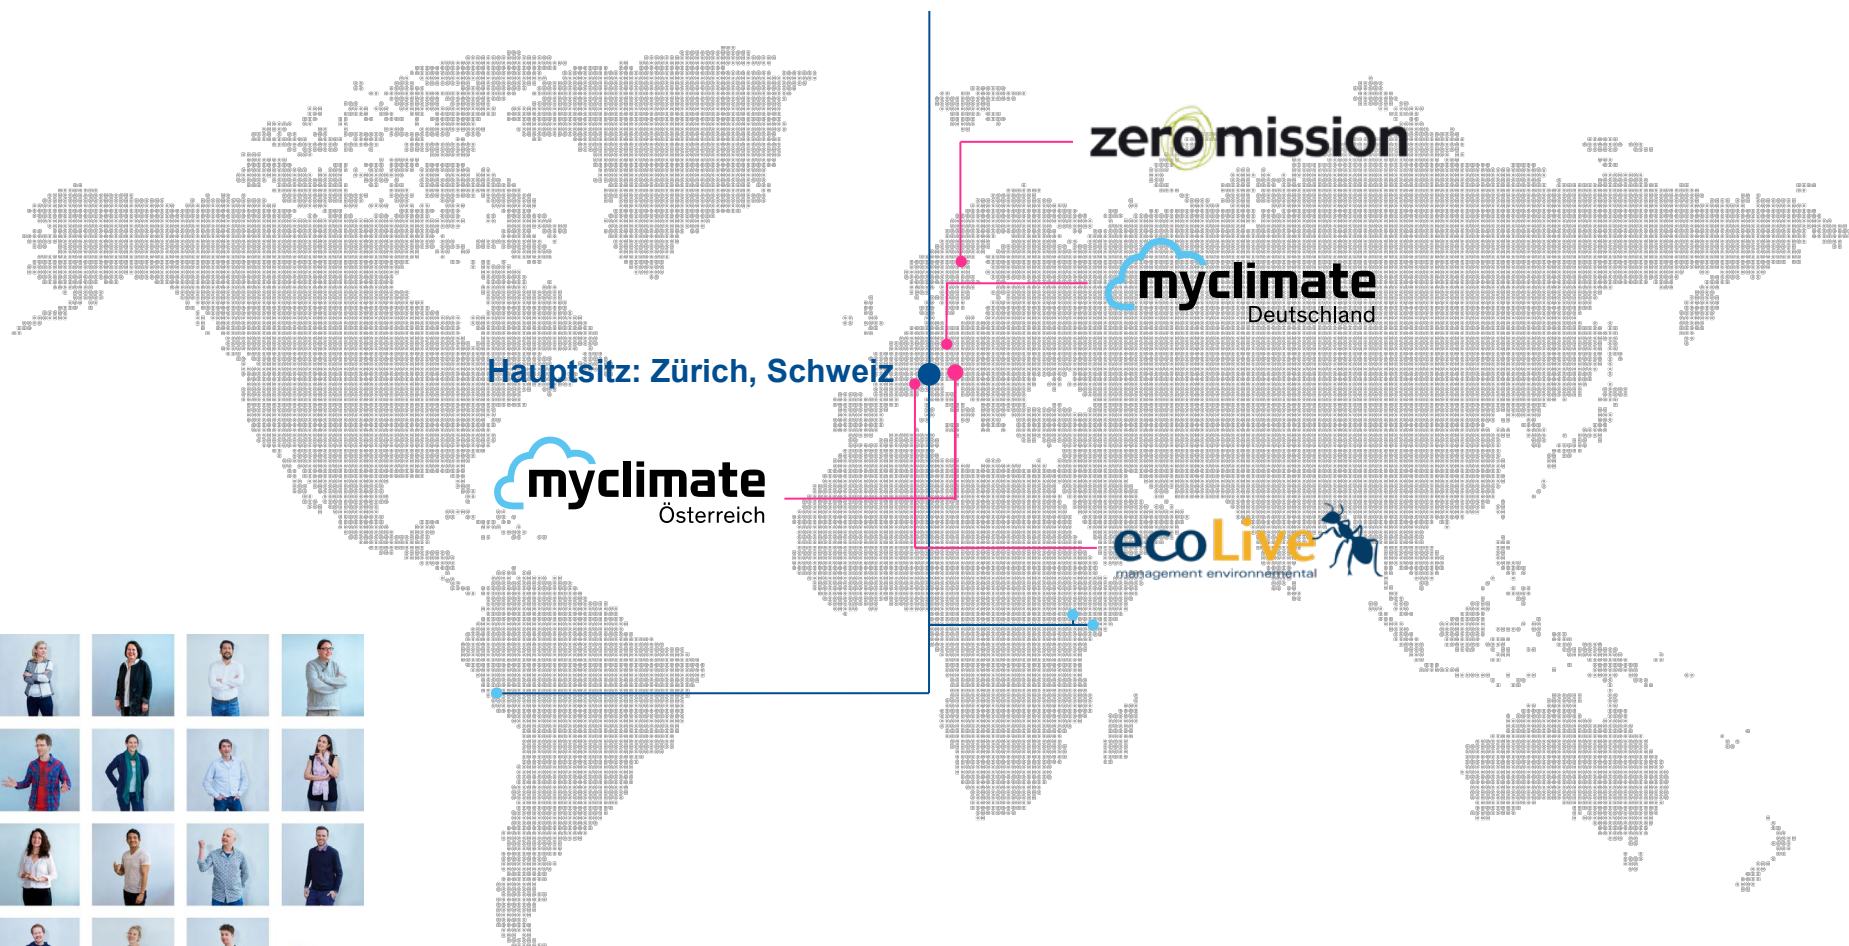 zeromission
myclimate
Deutschland
Hauptsitz: Zürich, Schweiz
myclimate
Österreich
ecoLive
management environnemental